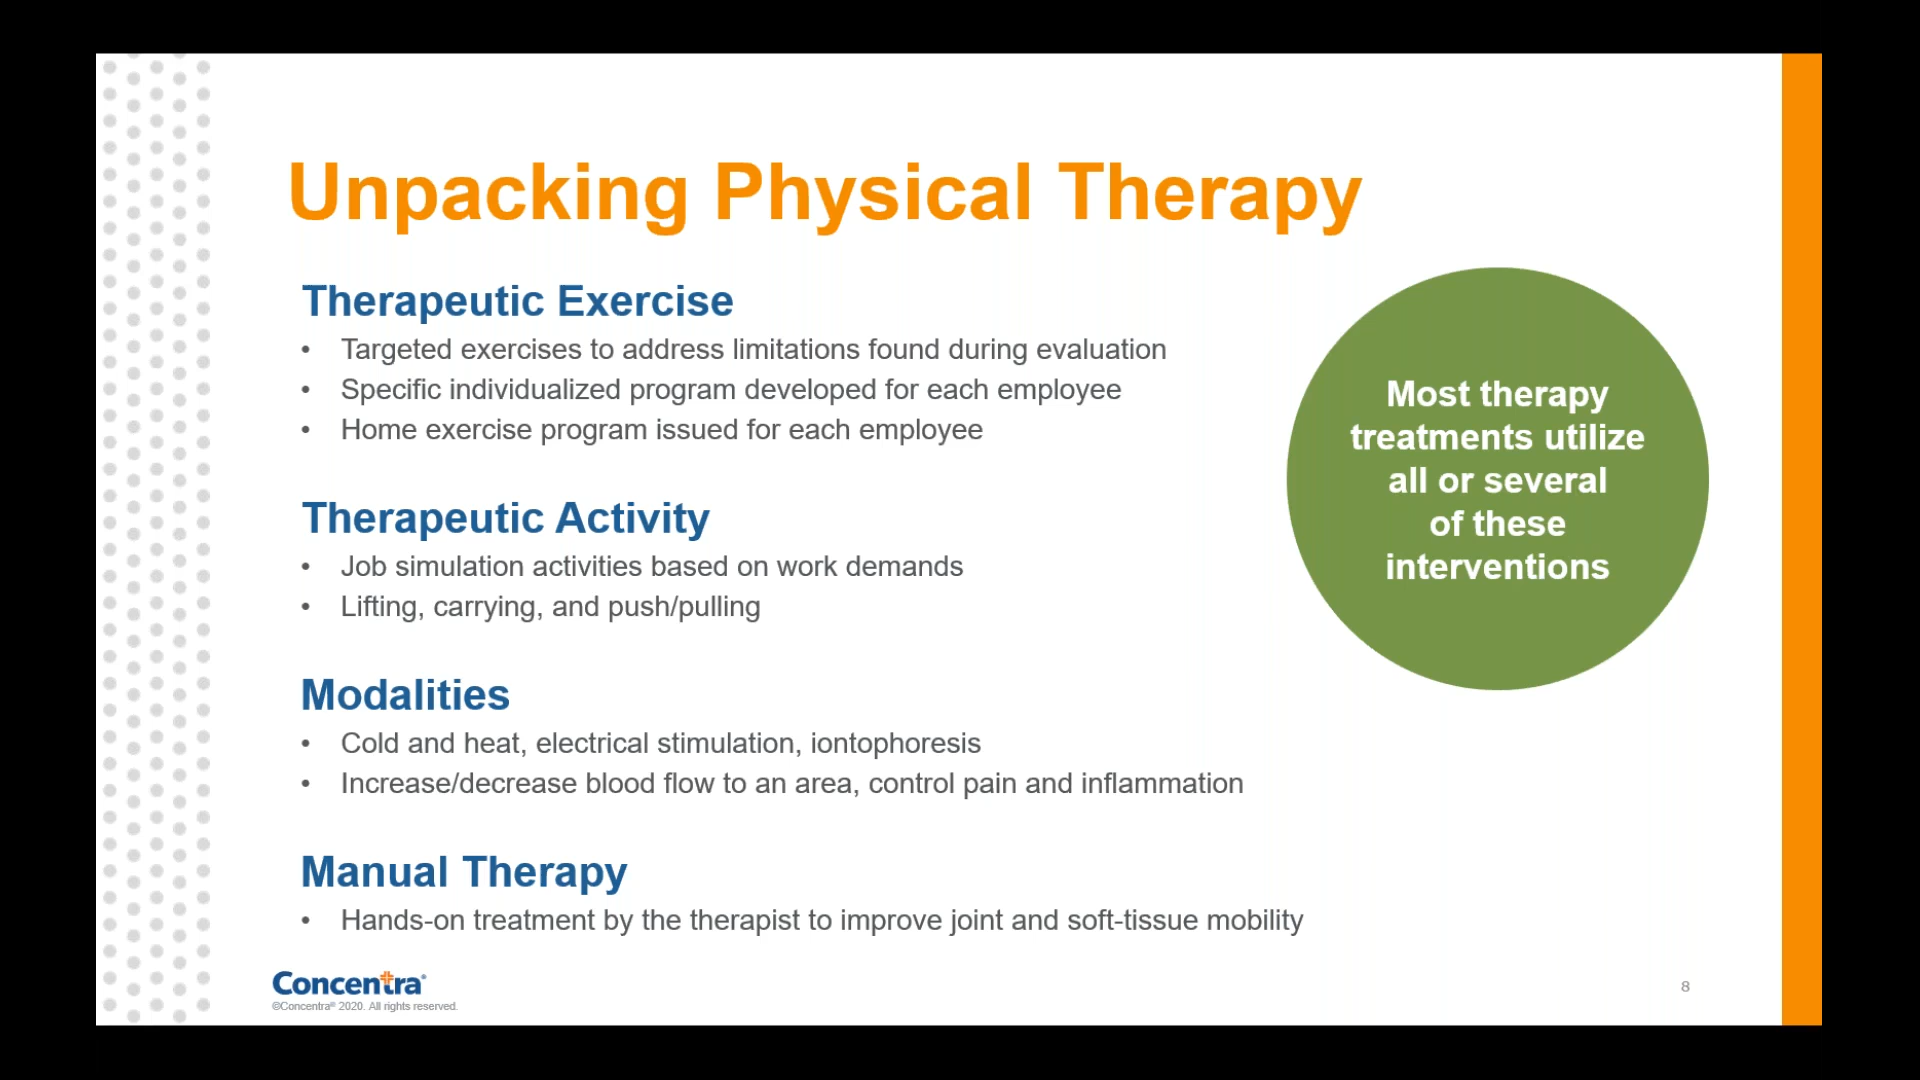 Unpacking Physical Therapy
Therapeutic Exercise
• Targeted exercises to address limitations found during evaluation
• Specific individualized program developed for each employee
• Home exercise program issued for each employee
Therapeutic Activity
• Job simulation activities based on work demands
• Lifting, carrying, and push/pulling
Modalities
• Cold and heat, electrical stimulation, iontophoresis
• Increase/decrease blood flow to an area, control pain and inflammation
Manual Therapy
• Hands-on treatment by the therapist to improve joint and soft-tissue mobility
Most therapy
treatments utilize
all or several
of these
interventions
Concentra®
©Concentra® 2020. All rights reserved.
8